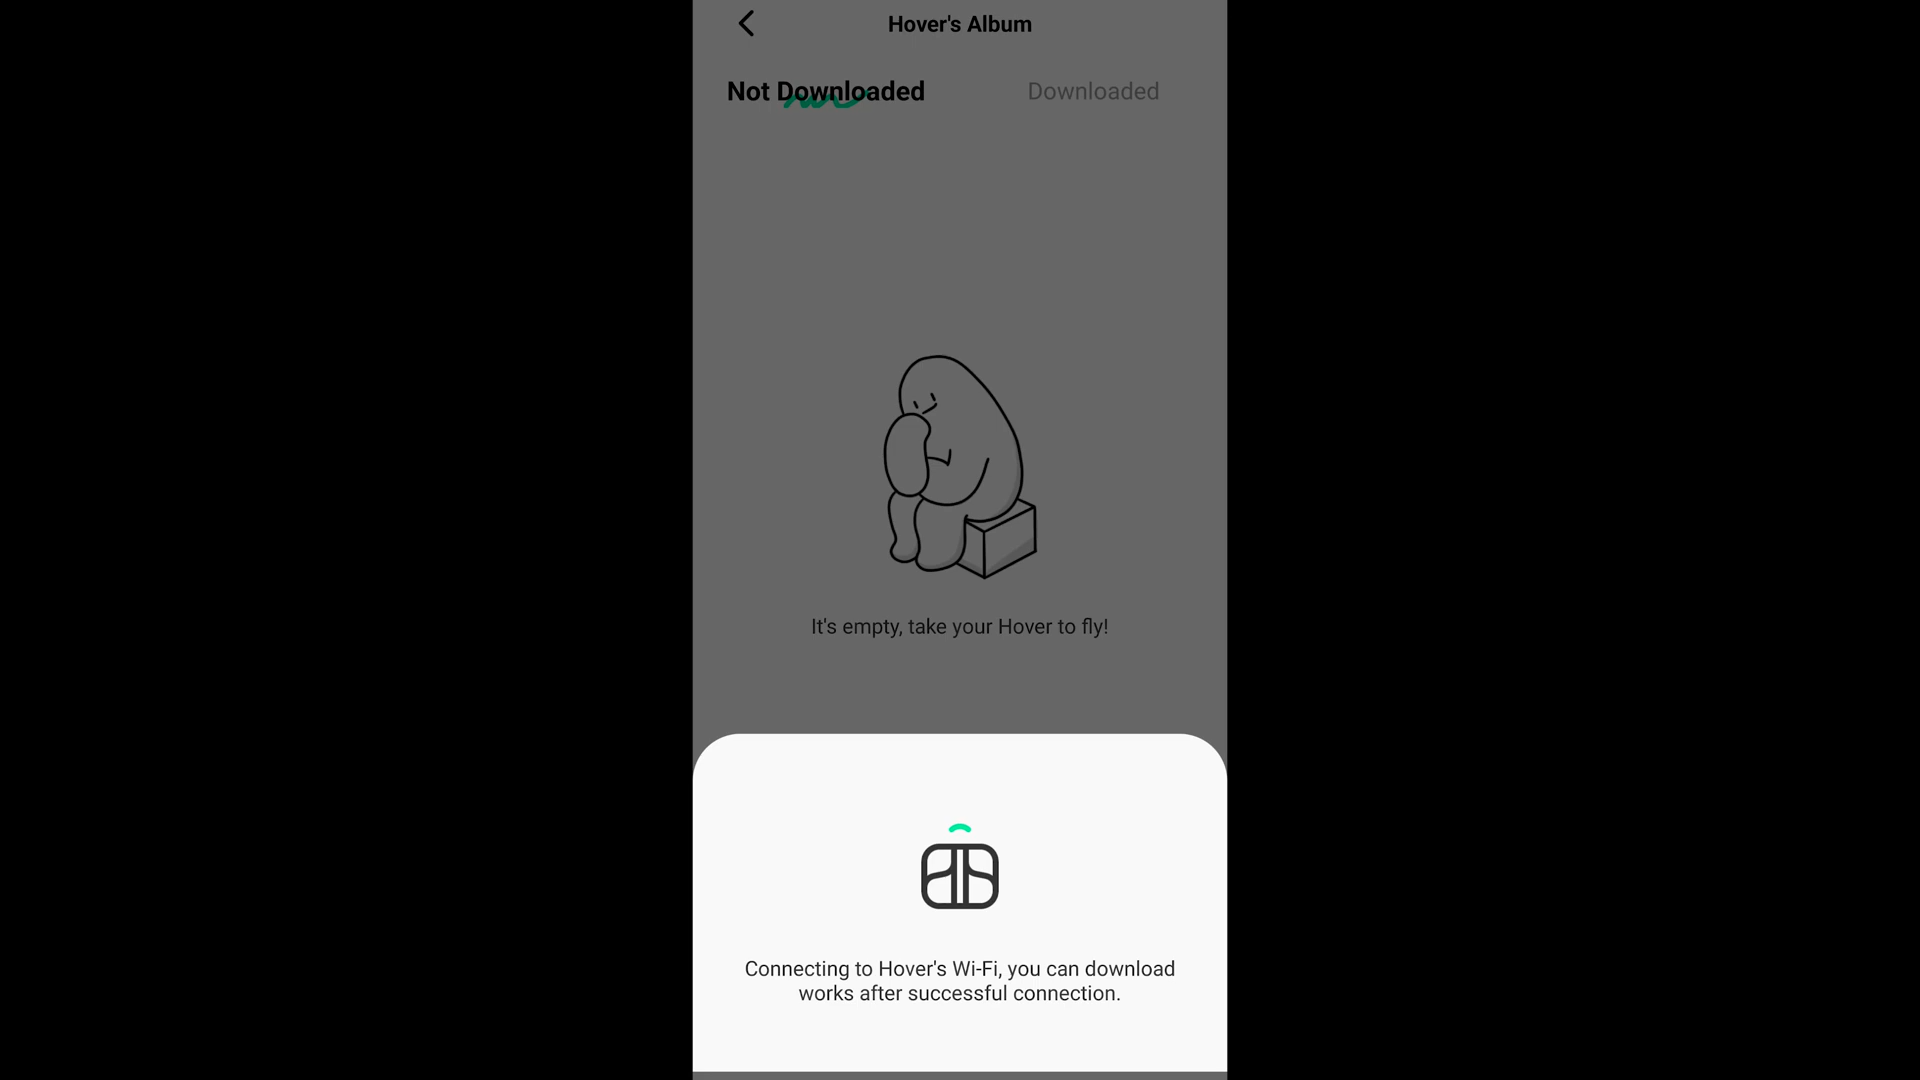 Hover's Album
Not Downloaded
Downloaded
It's empty, take your Hover to fly!
Connecting to Hover's Wi-Fi, you can download
works after successful connection.